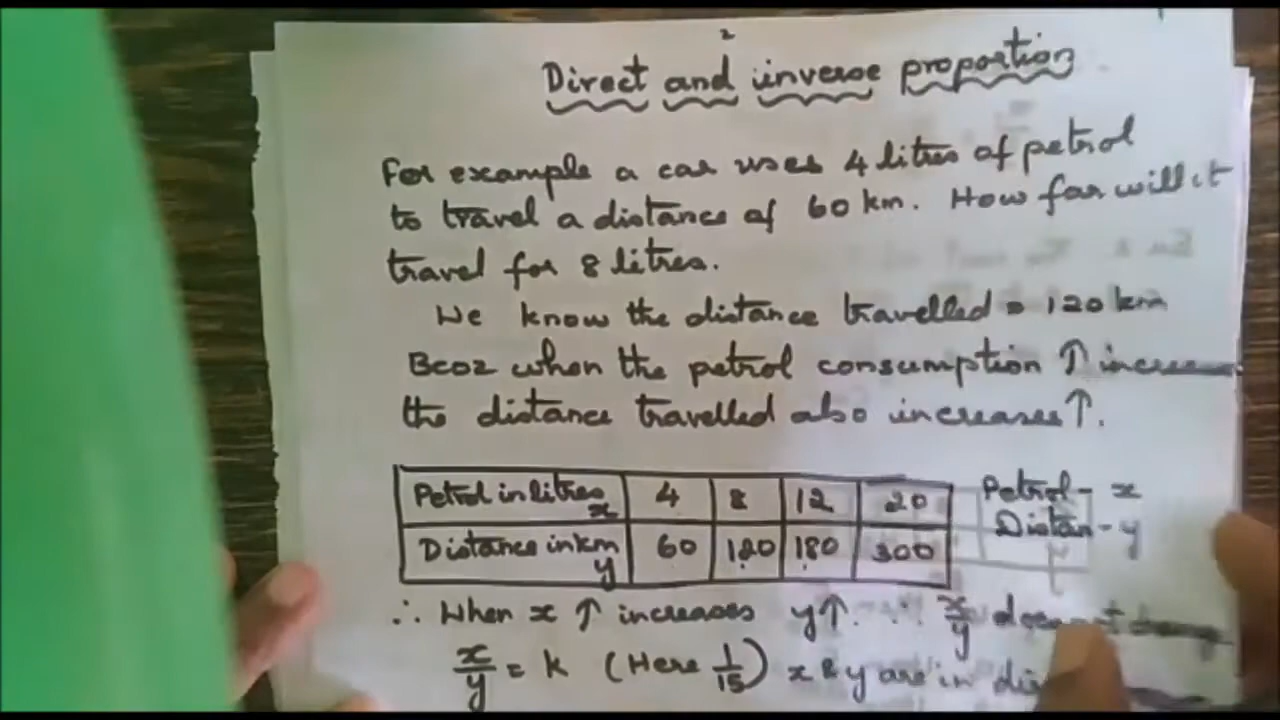 2
Direct and inverse proportion
For example a car uses 4 litres of petrol
to travel a distance of 60 km. How far will it
travel for 8 litres.
We know the distance travelled = 120 km
Bcoz when the petrol consumption ↑ increases
the distance travelled also increases ↑.
Petrol in litres x 4 8 12 20 Petrol - x
Distance in km y 60 120 180 300 Distan - y
∴ When x ↑ increases y ↑. ∵ x/y doesnot change
x/y = k (Here 1/15) x & y are in